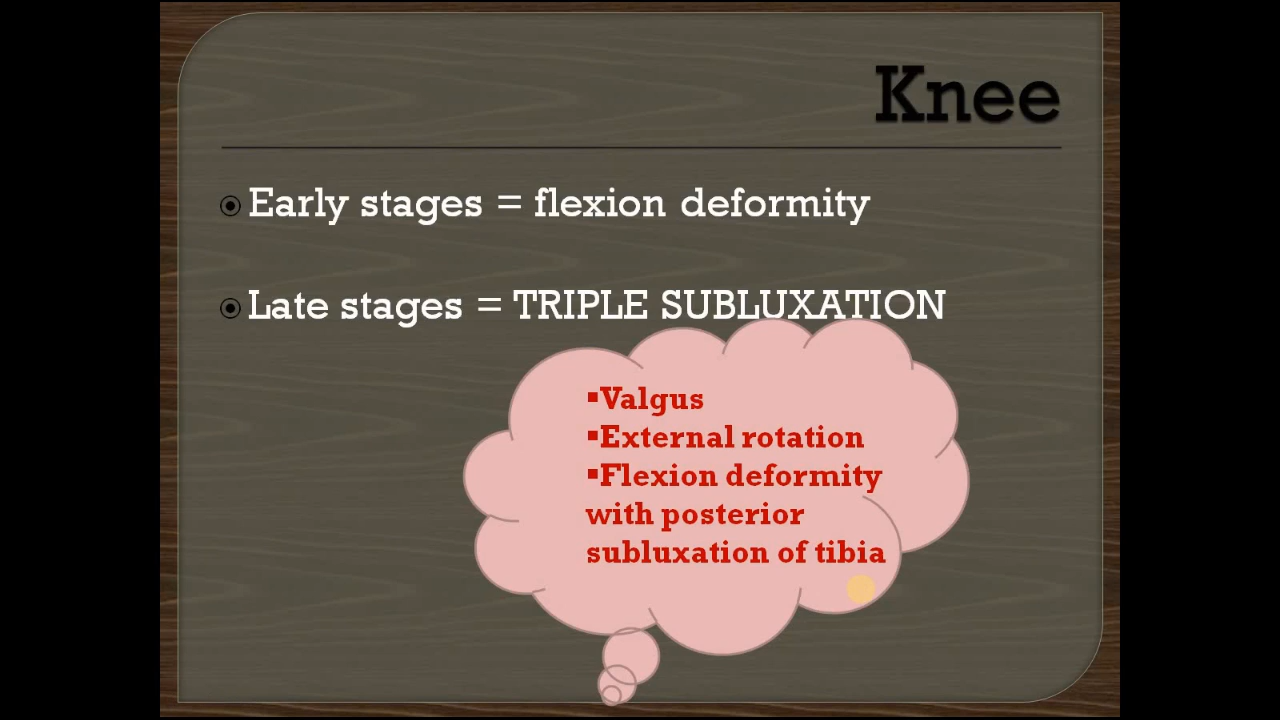 Knee
Early stages = flexion deformity
Late stages = TRIPLE SUBLUXATION
▪Valgus
▪External rotation
▪Flexion deformity
with posterior
subluxation of tibia